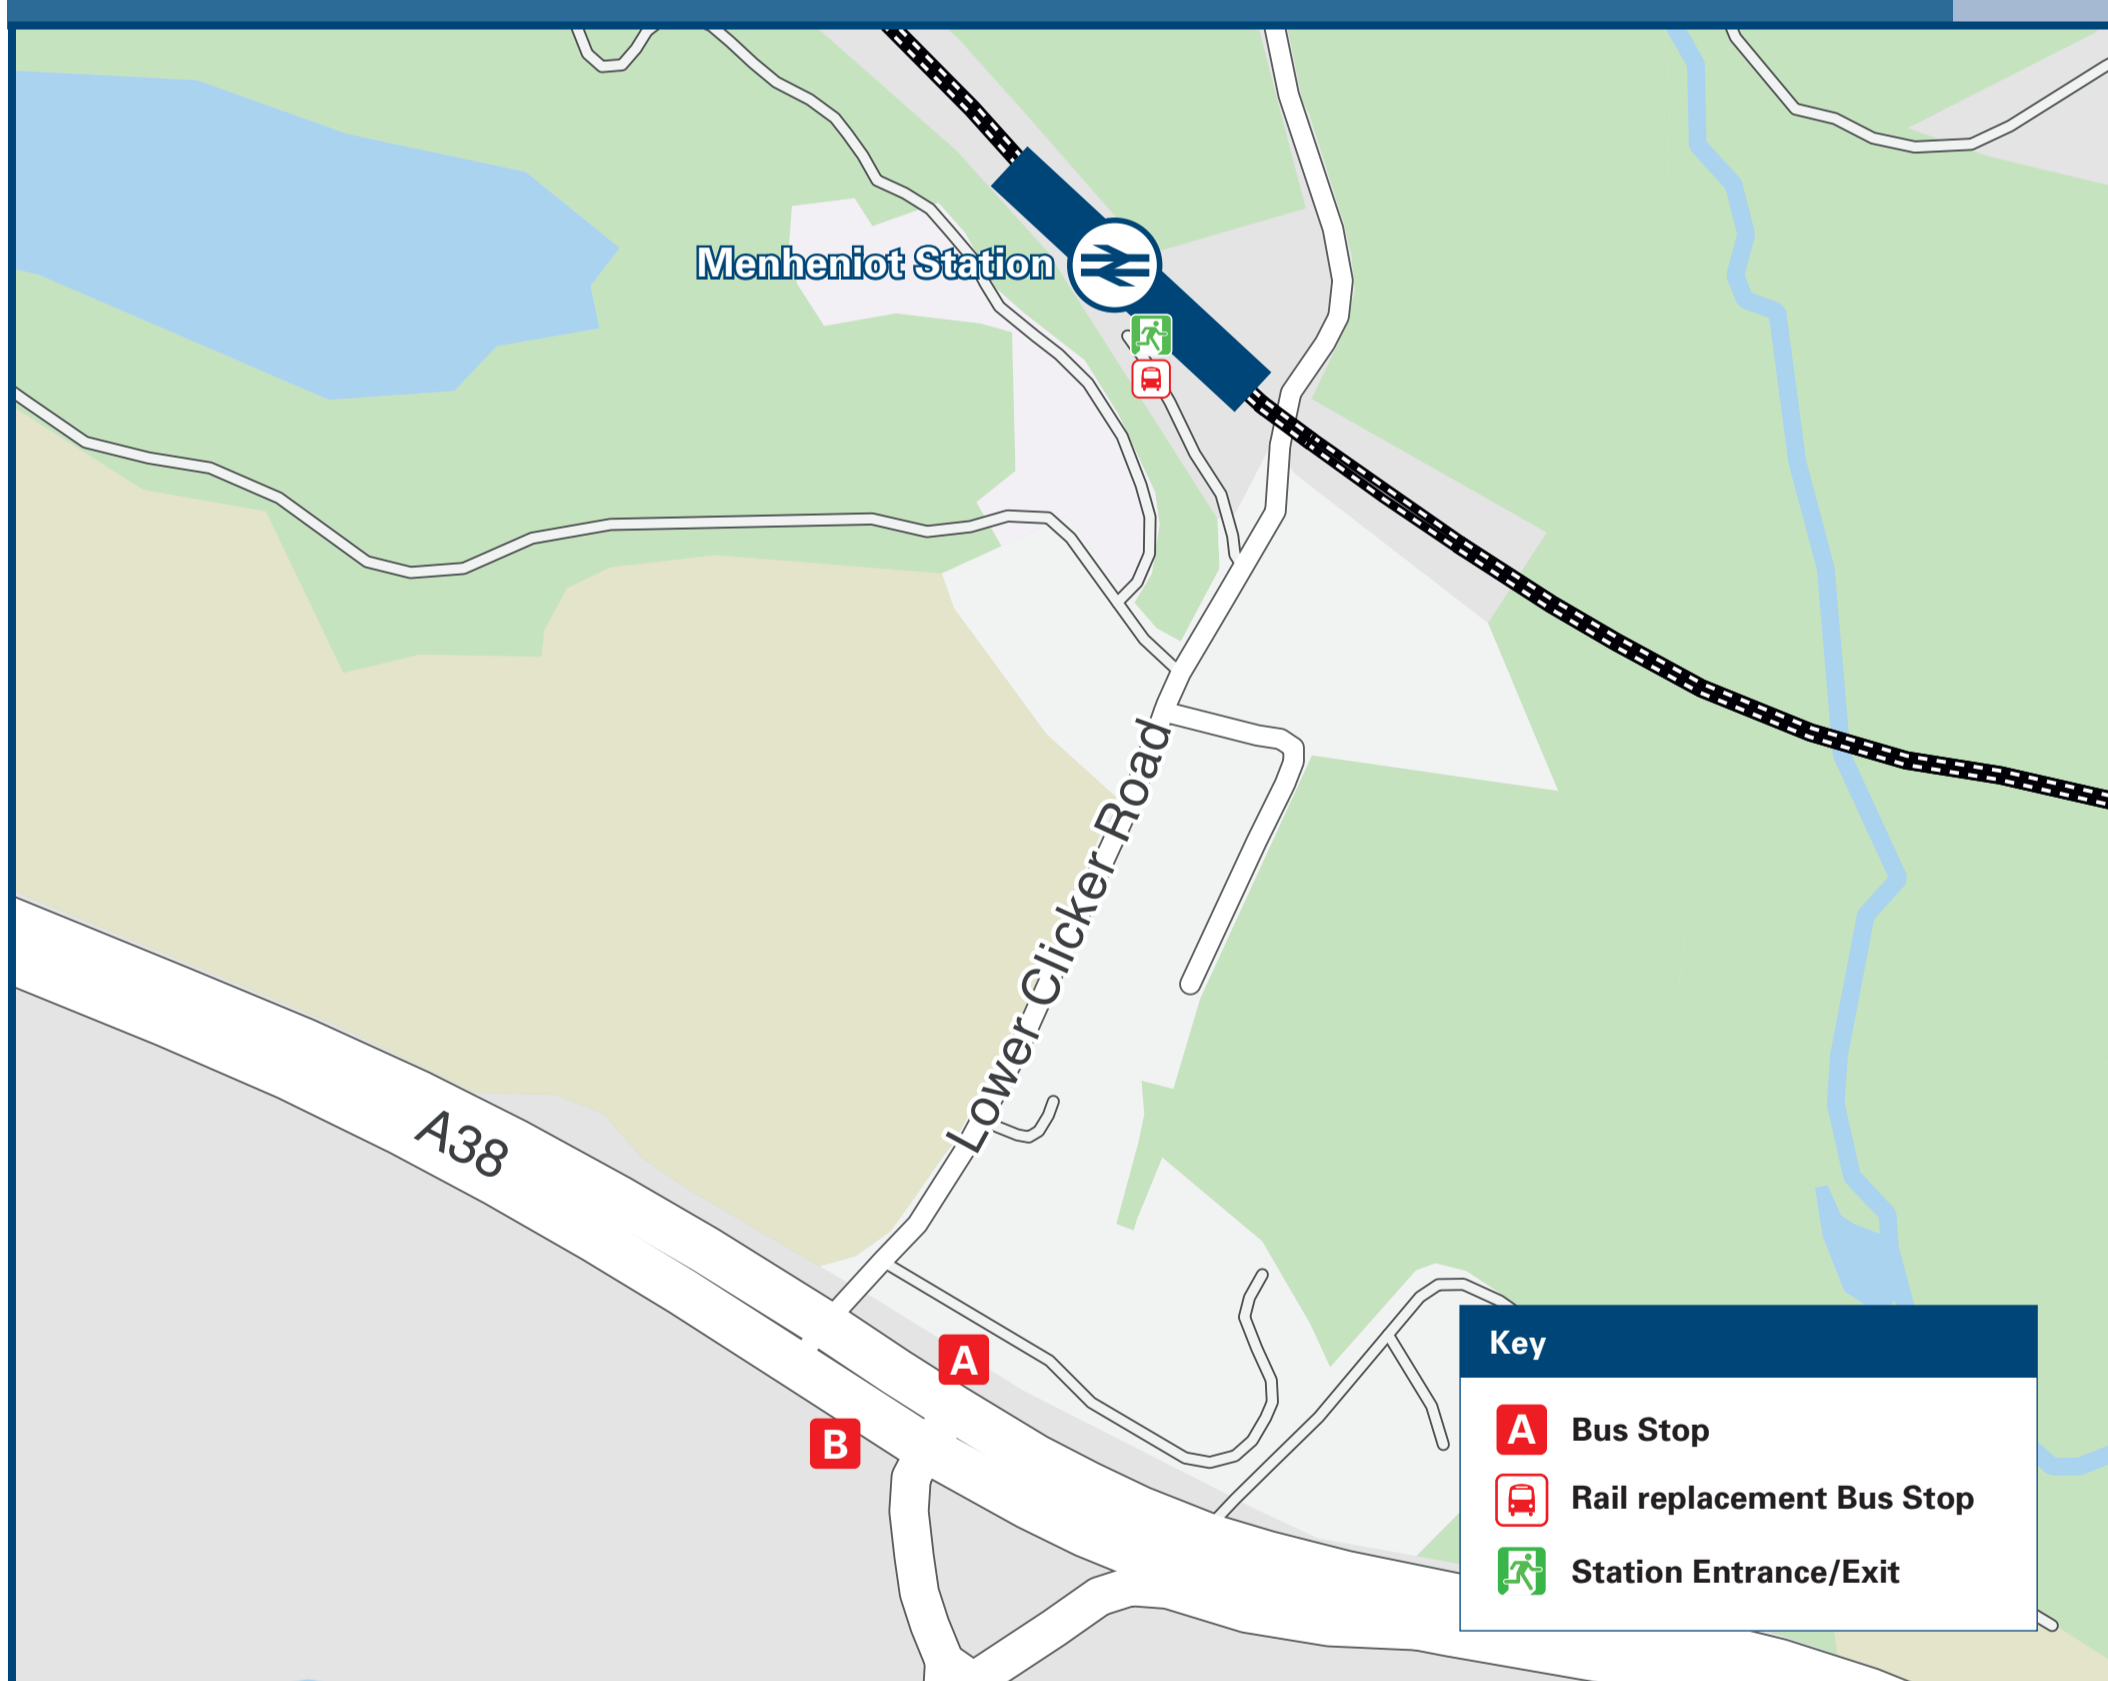 Menheniot Station
Lower Clicker Road
A38
A
B
Key
A Bus Stop
Rail replacement Bus Stop
Station Entrance/Exit